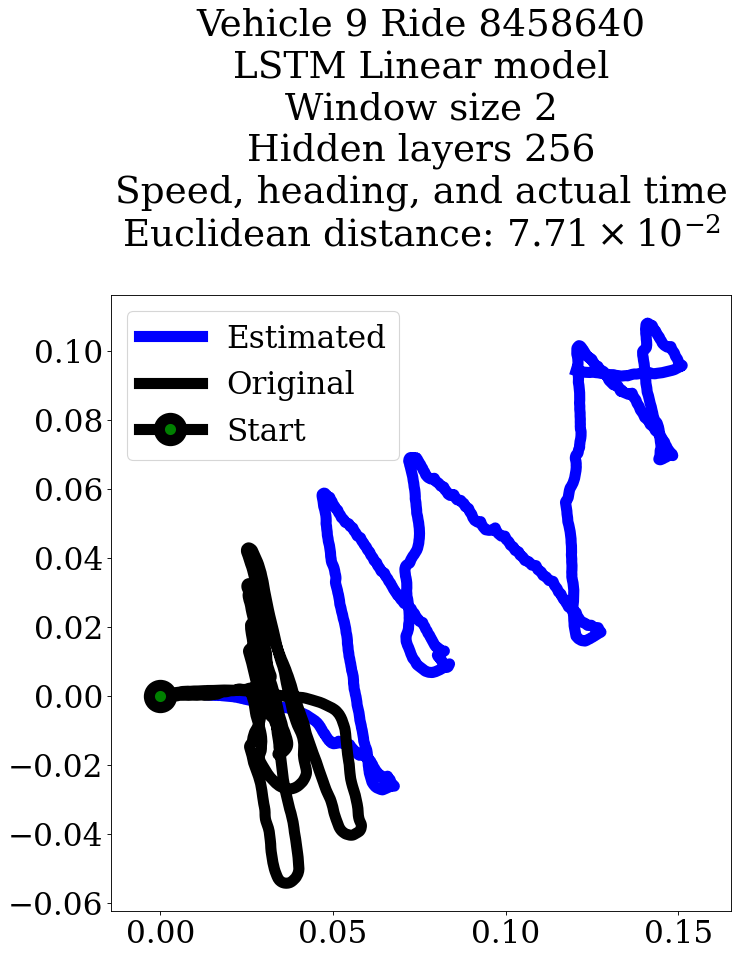 Vehicle 9 Ride 8458640
LSTM Linear model
Window size 2
Hidden layers 256
Speed, heading, and actual time
Euclidean distance: 7.71 × 10⁻²
Estimated
Original
Start
0.10
0.08
0.06
0.04
0.02
0.00
−0.02
−0.04
−0.06
0.00 0.05 0.10 0.15